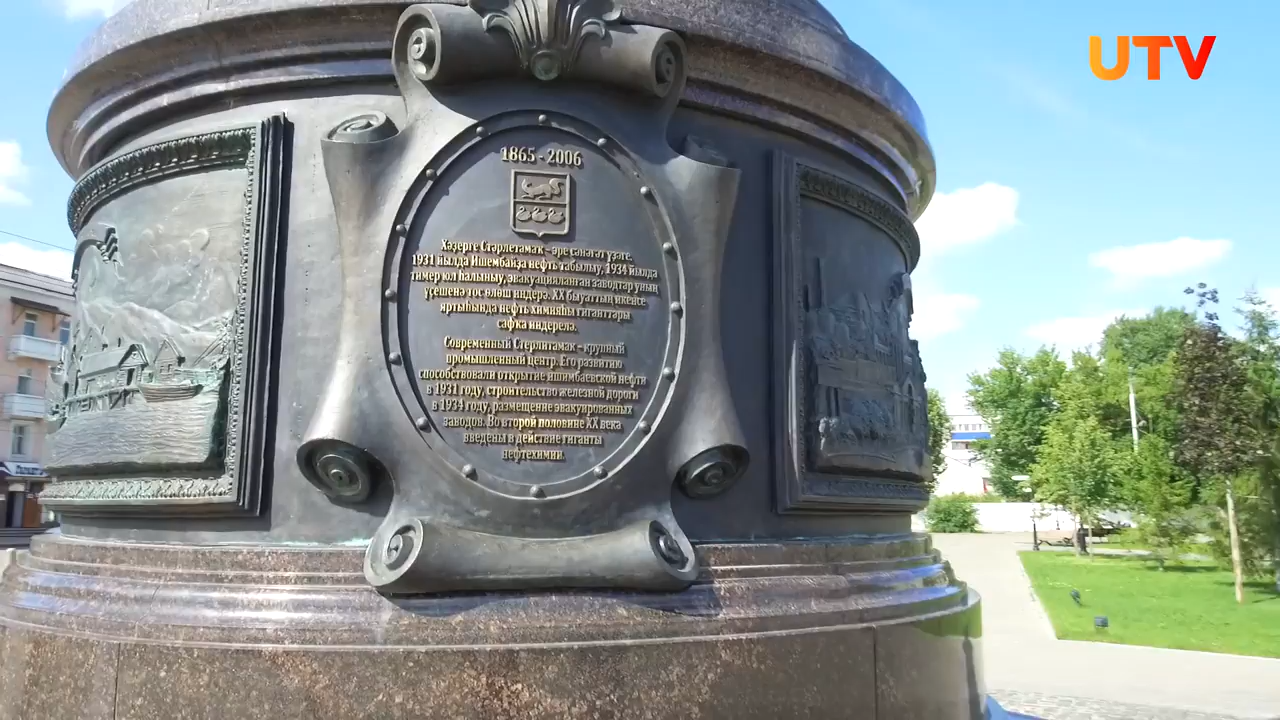 UTV
1865 - 2006
Хәҙерге Стәрлетамаҡ – эре сәнәғәт үҙәге.
1931 йылда Ишембайҙа нефть табылыу, 1934 йылда
тимер юл һалыныу, эвакуацияланған заводтар уның
үҫешенә тос өлөш индерә. XX быуаттың икенсе
яртыһында нефть химияһы гиганттары
сафҡа индерелә.
Современный Стерлитамак – крупный
промышленный центр. Его развитию
способствовали открытие ишимбаевской нефти
в 1931 году, строительство железной дороги
в 1934 году, размещение эвакуированных
заводов. Во второй половине XX века
введены в действие гиганты
нефтехимии.